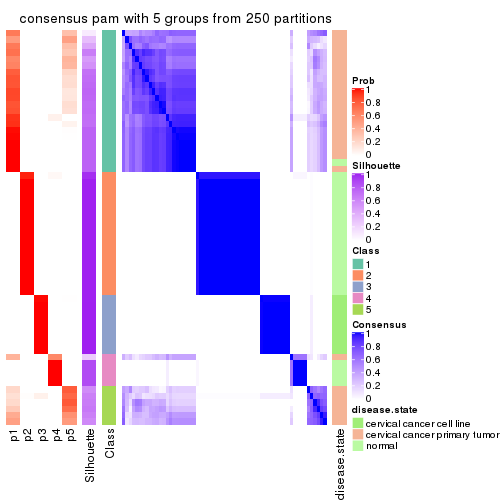 consensus pam with 5 groups from 250 partitions
Prob
1
0.8
0.6
0.4
0.2
0
Silhouette
1
0.8
0.6
0.4
0.2
0
Class
1
2
3
4
5
Consensus
1
0.8
0.6
0.4
0.2
0
disease.state
cervical cancer cell line
cervical cancer primary tumor
normal
p1
p2
p3
p4
p5
Silhouette
Class
disease.state